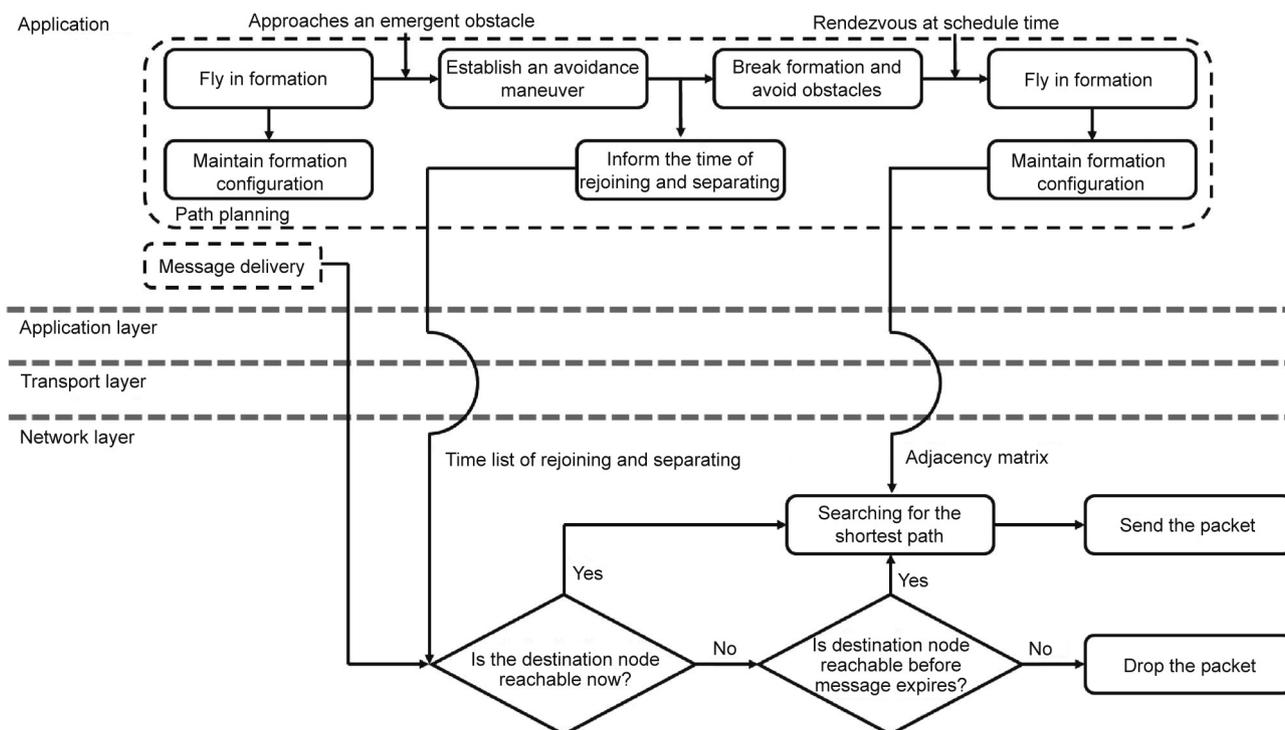 Application
Approaches an emergent obstacle
Rendezvous at schedule time
Fly in formation
Establish an avoidance
maneuver
Break formation and
avoid obstacles
Fly in formation
Maintain formation
configuration
Inform the time of
rejoining and separating
Maintain formation
configuration
Path planning
Message delivery
Application layer
Transport layer
Network layer
Time list of rejoining and separating
Adjacency matrix
Searching for the
shortest path
Send the packet
Yes
Yes
Is the destination node
reachable now?
No
Is destination node
reachable before
message expires?
No
Drop the packet